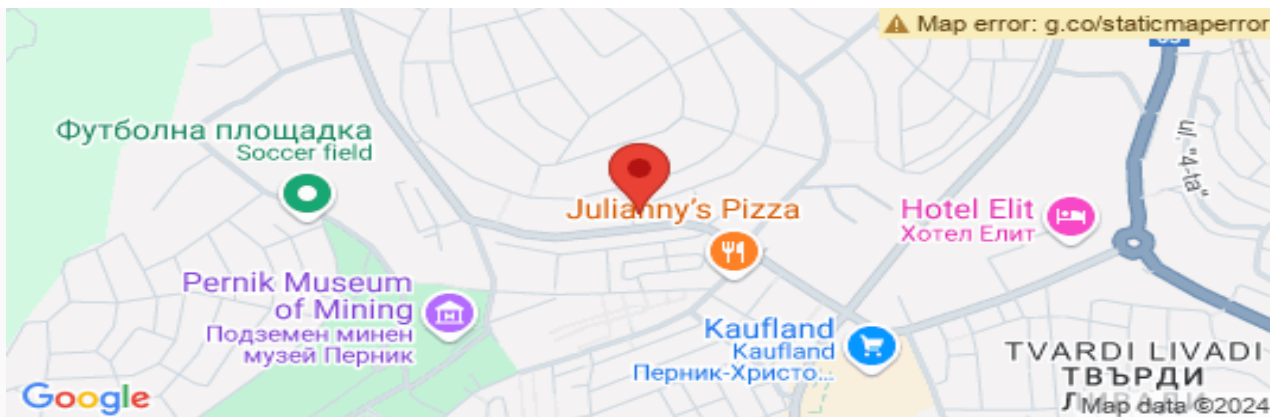 Map error: g.co/staticmaperror
Футболна площадка
Soccer field
ul. "4-ta"
Julianny's Pizza
Hotel Elit
Хотел Елит
Pernik Museum
of Mining
Подземен минен
музей Перник
Kaufland
Kaufland
Перник-Христо...
TVARDI LIVADI
ТВЪРДИ
Google
Map data ©2024